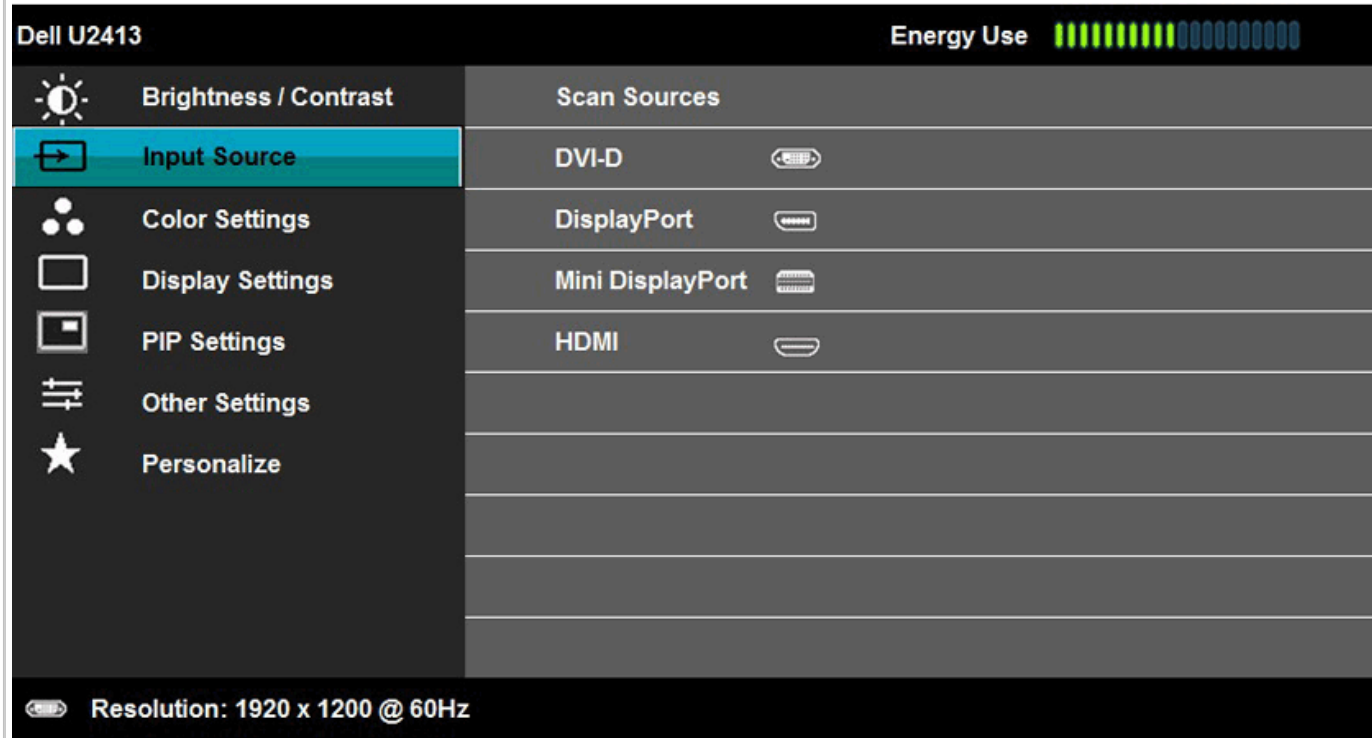 Dell U2413 Energy Use
Brightness / Contrast Scan Sources
Input Source DVI-D
Color Settings DisplayPort
Display Settings Mini DisplayPort
PIP Settings HDMI
Other Settings
Personalize
Resolution: 1920 x 1200 @ 60Hz